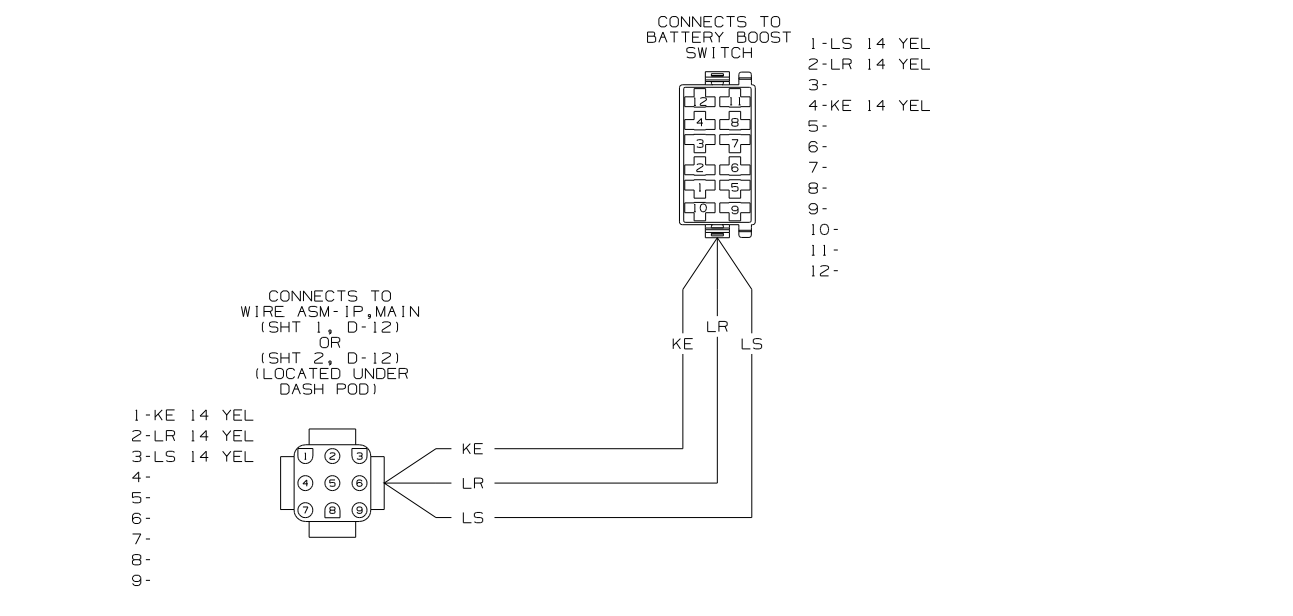 CONNECTS TO
BATTERY BOOST
SWITCH
1-LS 14 YEL
2-LR 14 YEL
3-
4-KE 14 YEL
5-
6-
7-
8-
9-
10-
11-
12-
12 11
4 8
3 7
2 6
1 5
10 9
CONNECTS TO
WIRE ASM-IP,MAIN
(SHT 1, D-12)
OR
(SHT 2, D-12)
(LOCATED UNDER
DASH POD)
LR
KE LS
1-KE 14 YEL
2-LR 14 YEL
3-LS 14 YEL
4-
5-
6-
7-
8-
9-
1 2 3
4 5 6
7 8 9
KE
LR
LS